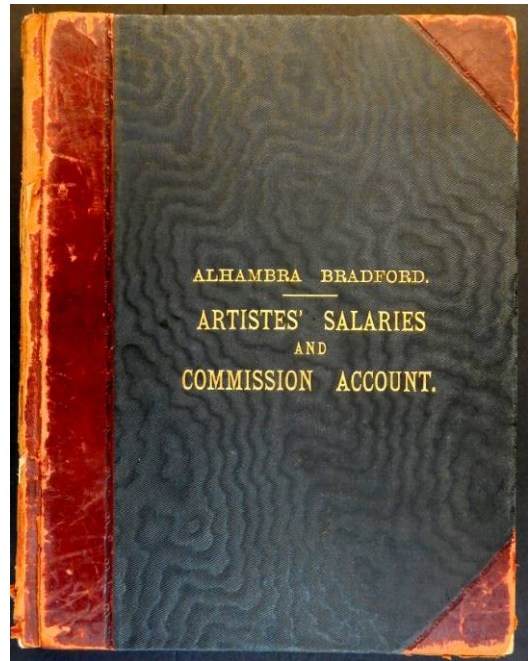 ALHAMBRA BRADFORD.
ARTISTES' SALARIES
AND
COMMISSION ACCOUNT.